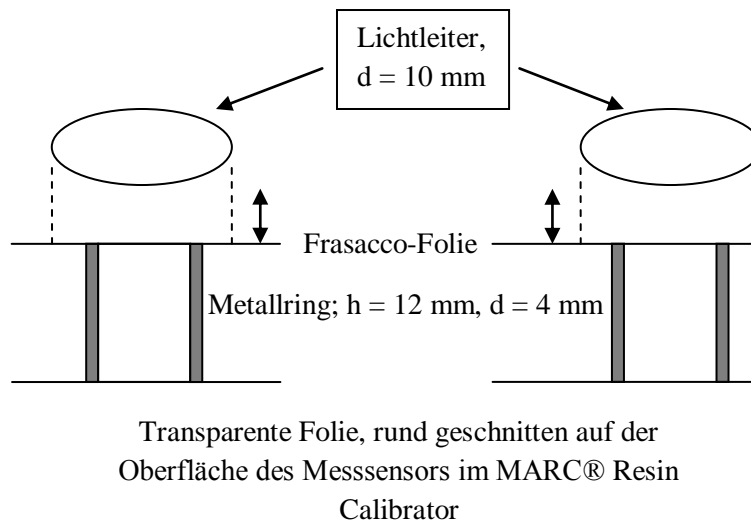 Lichtleiter,
d = 10 mm
Frasacco-Folie
Metallring; h = 12 mm, d = 4 mm
Transparente Folie, rund geschnitten auf der
Oberfläche des Messsensors im MARC® Resin
Calibrator